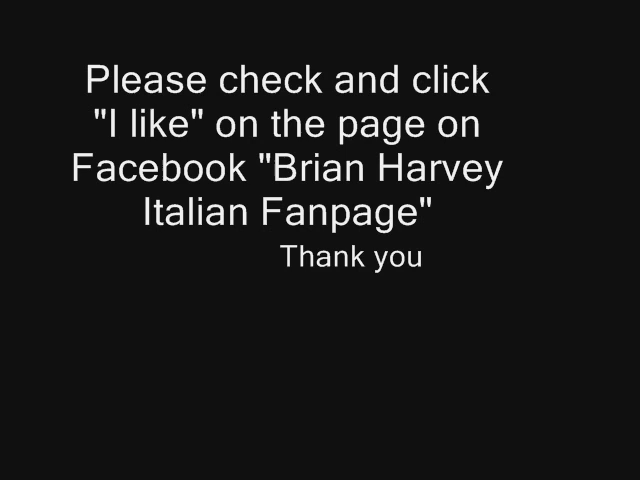 Please check and click
"I like" on the page on
Facebook "Brian Harvey
Italian Fanpage"
Thank you